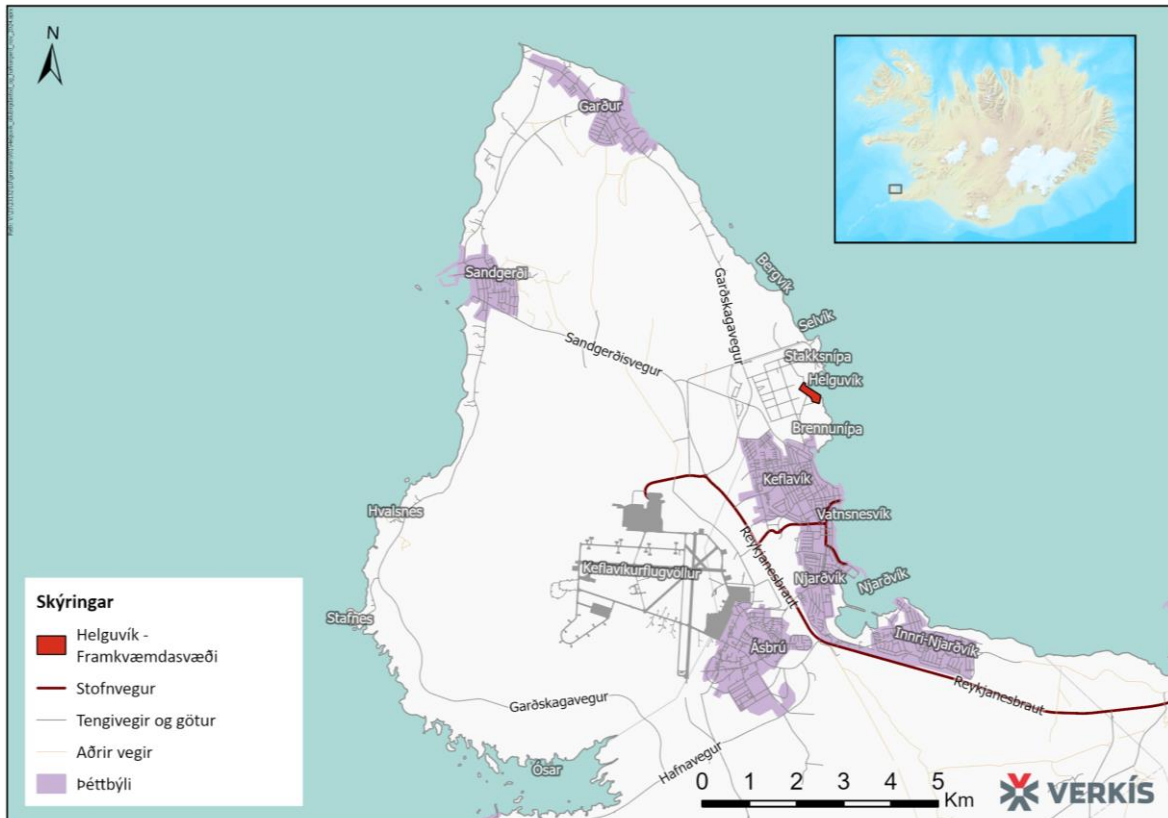 N
Garður
Sandgerði
Bergvík
Garðskagavegur
Selvík
Sandgerðisvegur
Stakksnípa
Helguvík
Brennunípa
Keflavík
Hvalsnes
Vatnsnesvík
Reykjanesbraut
Keflavíkurflugvöllur
Njarðvík
Njarðvík
Stafnes
Innri-Njarðvík
Ásbrú
Reykjanesbraut
Garðskagavegur
Hafnavegur
Ósar
Skýringar
Helguvík -
Framkvæmdasvæði
Stofnvegur
Tengivegir og götur
Aðrir vegir
Þéttbýli
0 1 2 3 4 5
Km
VERKÍS